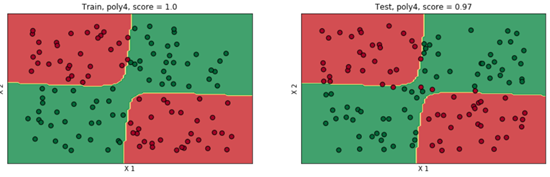 Train, poly4, score = 1.0
X 2
X 1
Test, poly4, score = 0.97
X 2
X 1